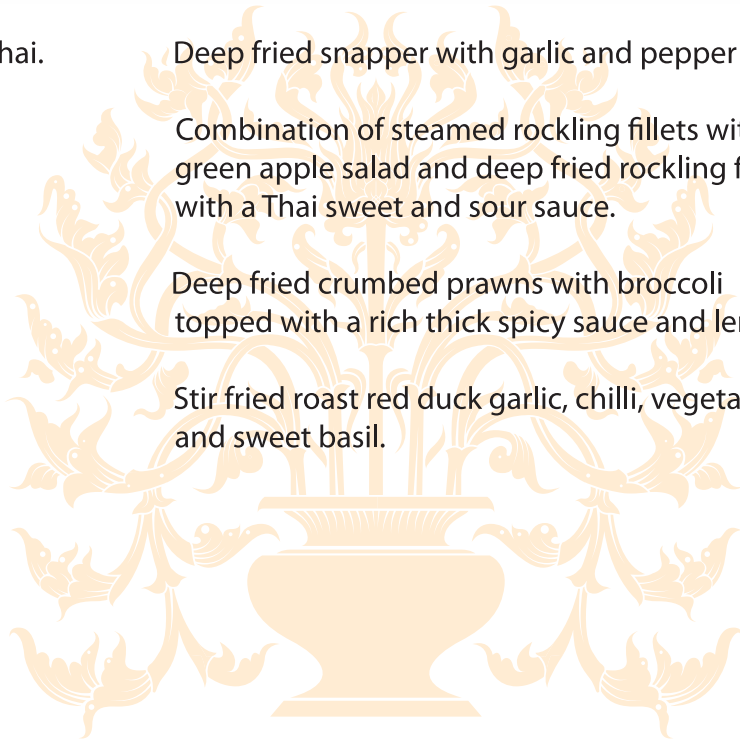 hai.
Deep fried snapper with garlic and pepper
Combination of steamed rockling fillets wi
green apple salad and deep fried rockling f
with a Thai sweet and sour sauce.
Deep fried crumbed prawns with broccoli
topped with a rich thick spicy sauce and le
Stir fried roast red duck garlic, chilli, vegeta
and sweet basil.